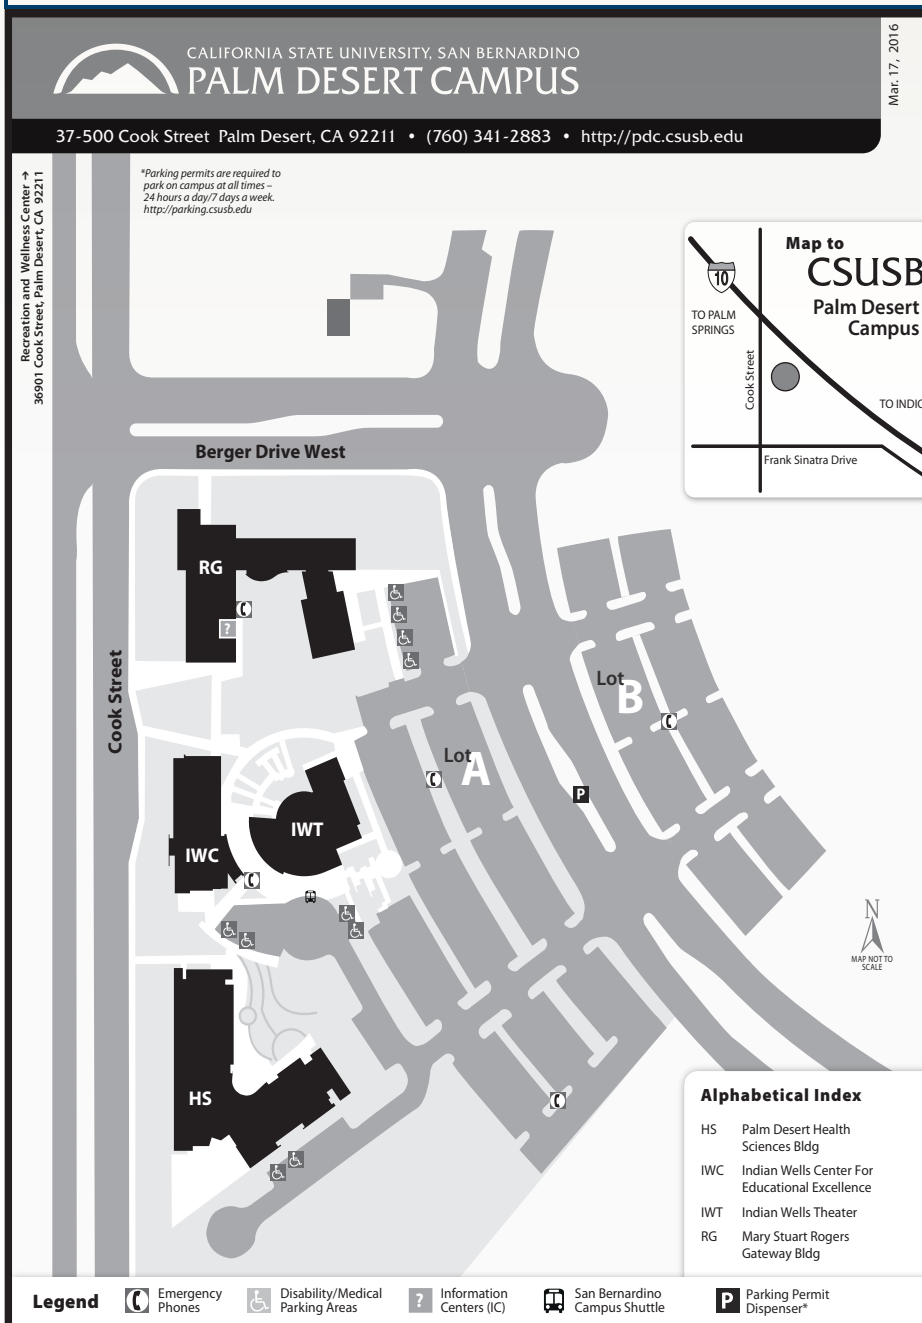 CALIFORNIA STATE UNIVERSITY, SAN BERNARDINO
PALM DESERT CAMPUS
37-500 Cook Street Palm Desert, CA 92211 • (760) 341-2883 • http://pdc.csusb.edu
Mar. 17, 2016
Recreation and Wellness Center →
36901 Cook Street, Palm Desert, CA 92211
*Parking permits are required to
park on campus at all times –
24 hours a day/7 days a week.
http://parking.csusb.edu
Map to
CSUSB
Palm Desert
Campus
10
TO PALM
SPRINGS
Cook Street
TO INDIO
Frank Sinatra Drive
Berger Drive West
RG
?
Cook Street
Lot
B
Lot
A
P
IWT
IWC
N
MAP NOT TO
SCALE
HS
Alphabetical Index
HS Palm Desert Health
Sciences Bldg
IWC Indian Wells Center For
Educational Excellence
IWT Indian Wells Theater
RG Mary Stuart Rogers
Gateway Bldg
Legend
Emergency
Phones
Disability/Medical
Parking Areas
?
Information
Centers (IC)
San Bernardino
Campus Shuttle
P
Parking Permit
Dispenser*